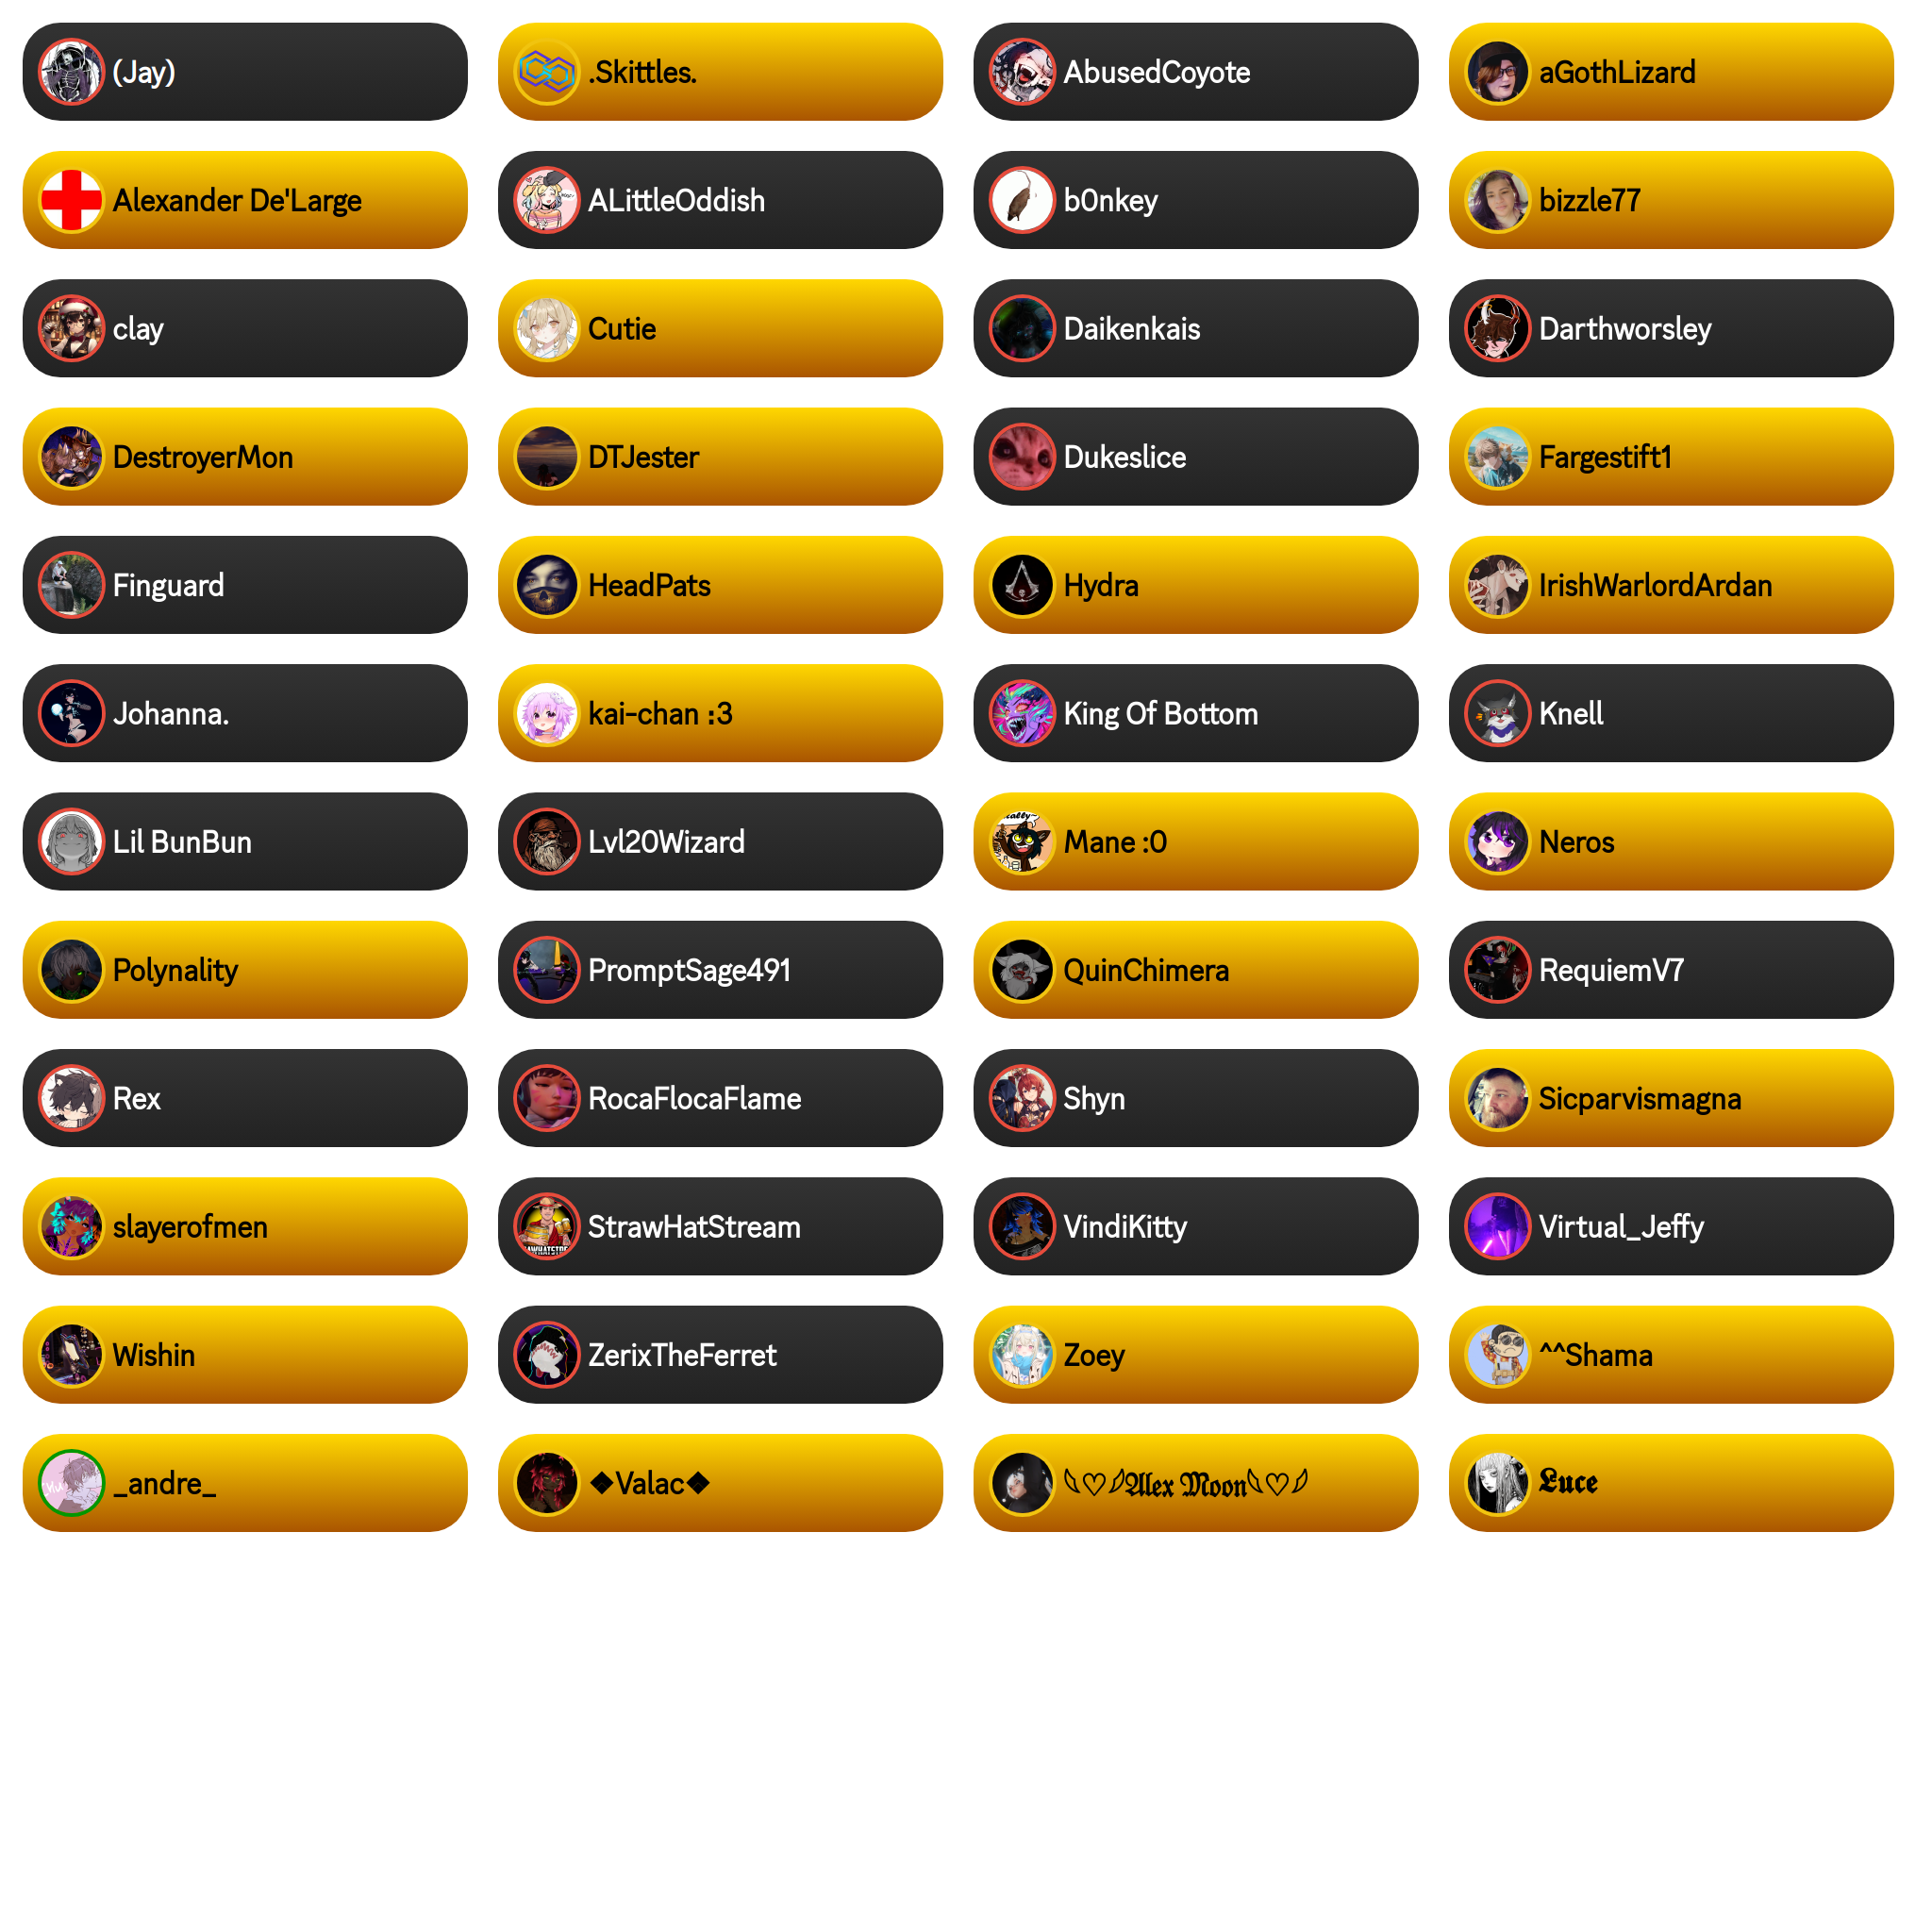 (Jay)
.Skittles.
AbusedCoyote
aGothLizard
Alexander De'Large
ALittleOddish
b0nkey
bizzle77
clay
Cutie
Daikenkais
Darthworsley
DestroyerMon
DTJester
Dukeslice
Fargestift1
Finguard
HeadPats
Hydra
IrishWarlordArdan
Johanna.
kai-chan :3
King Of Bottom
Knell
Lil BunBun
Lvl20Wizard
Mane :0
Neros
Polynality
PromptSage491
QuinChimera
RequiemV7
Rex
RocaFlocaFlame
Shyn
Sicparvismagna
slayerofmen
StrawHatStream
VindiKitty
Virtual_Jeffy
Wishin
ZerixTheFerret
Zoey
^^Shama
_andre_
◆Valac◆
𓆩♡𓆪𝕬𝖑𝖊𝖝 𝕸𝖔𝖔𝖓𓆩♡𓆪
𝕷𝖚𝖈𝖊